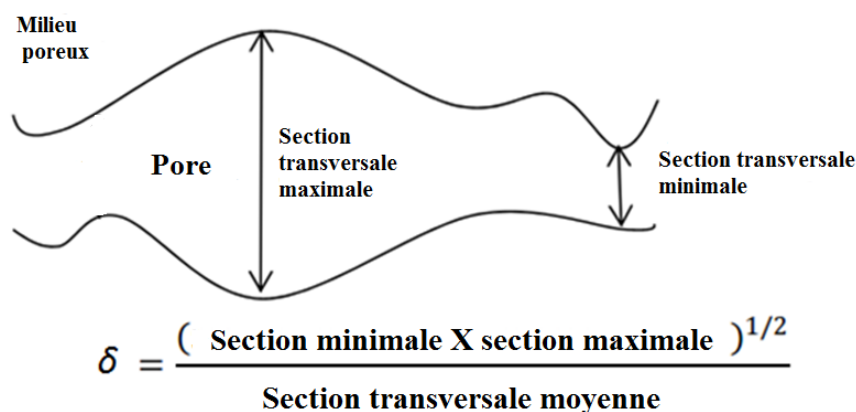 Milieu
poreux
Section
transversale
maximale
Pore
Section transversale
minimale
δ = ( Section minimale X section maximale )^1/2
Section transversale moyenne